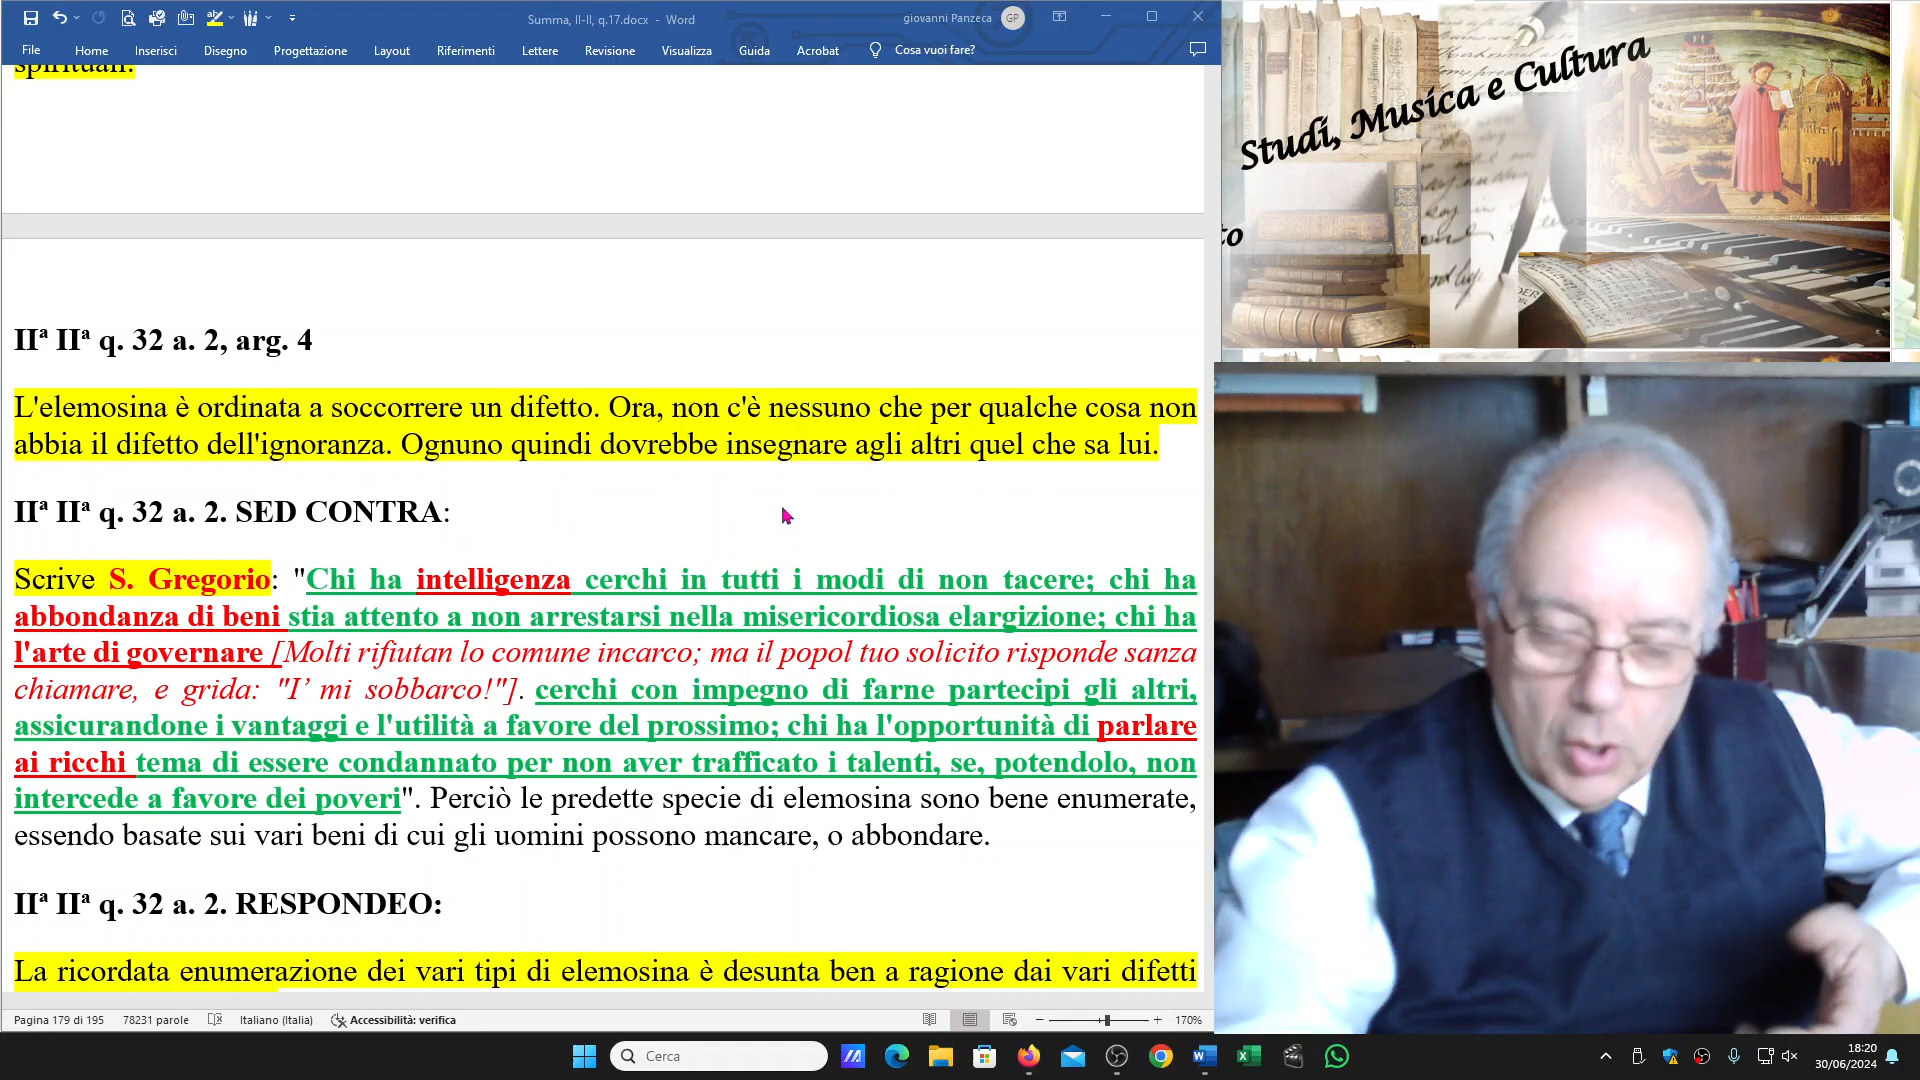 Summa, II-II, q.17.docx - Word
giovanni Panzeca
GP
File
Home
Inserisci
Disegno
Progettazione
Layout
Riferimenti
Lettere
Revisione
Visualizza
Guida
Acrobat
Cosa vuoi fare?
spirituali.
IIª IIª q. 32 a. 2, arg. 4
L'elemosina è ordinata a soccorrere un difetto. Ora, non c'è nessuno che per qualche cosa non
abbia il difetto dell'ignoranza. Ognuno quindi dovrebbe insegnare agli altri quel che sa lui.
IIª IIª q. 32 a. 2. SED CONTRA:
Scrive S. Gregorio: "Chi ha intelligenza cerchi in tutti i modi di non tacere; chi ha
abbondanza di beni stia attento a non arrestarsi nella misericordiosa elargizione; chi ha
l'arte di governare [Molti rifiutan lo comune incarco; ma il popol tuo solicito risponde sanza
chiamare, e grida: "I’ mi sobbarco!"]. cerchi con impegno di farne partecipi gli altri,
assicurandone i vantaggi e l'utilità a favore del prossimo; chi ha l'opportunità di parlare
ai ricchi tema di essere condannato per non aver trafficato i talenti, se, potendolo, non
intercede a favore dei poveri". Perciò le predette specie di elemosina sono bene enumerate,
essendo basate sui vari beni di cui gli uomini possono mancare, o abbondare.
IIª IIª q. 32 a. 2. RESPONDEO:
La ricordata enumerazione dei vari tipi di elemosina è desunta ben a ragione dai vari difetti
Pagina 179 di 195
78231 parole
Italiano (Italia)
Accessibilità: verifica
170%
Studi, Musica e Cultura
to
Cerca
18:20
30/06/2024